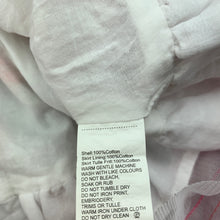 Shell:100%Cotton
Skirt Lining:100%Cotton
Skirt Tulle Frill:100%Cotton
WARM GENTLE MACHINE
WASH WITH LIKE COLOURS
DO NOT BLEACH,
SOAK OR RUB
DO NOT TUMBLE DRY
DO NOT IRON PRINT,
EMBROIDERY,
TRIMS OR TULLE
WARM IRON UNDER CLOTH
DO NOT DRY CLEAN